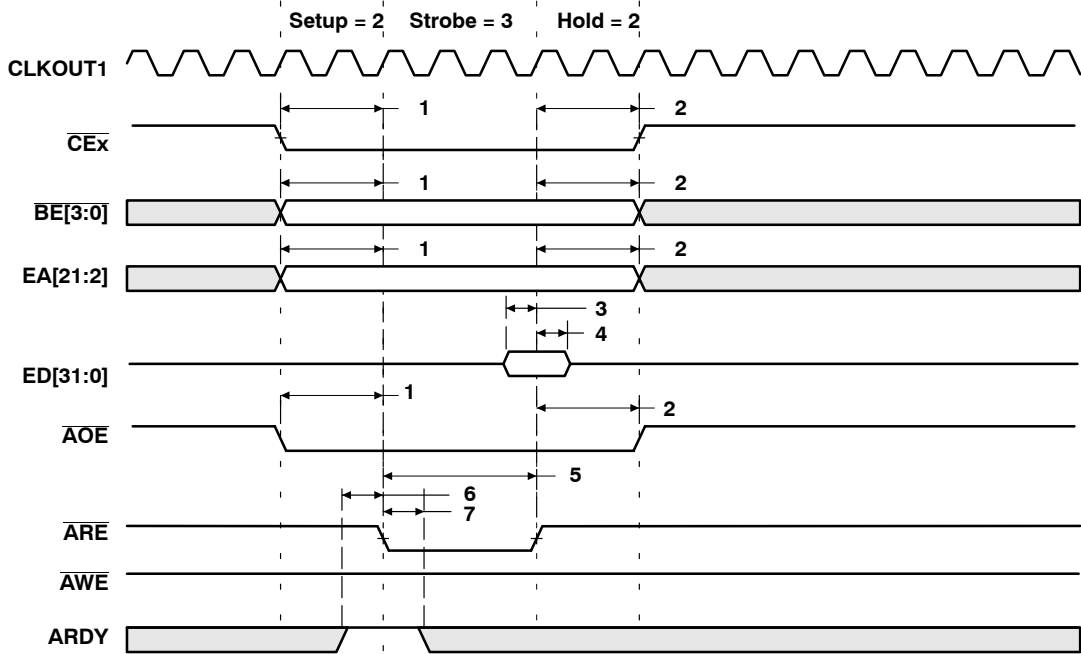 Setup = 2 Strobe = 3 Hold = 2
CLKOUT1
1 2
CEx
1 2
BE[3:0]
1 2
EA[21:2]
3
4
ED[31:0]
1
2
AOE
5
6
7
ARE
AWE
ARDY